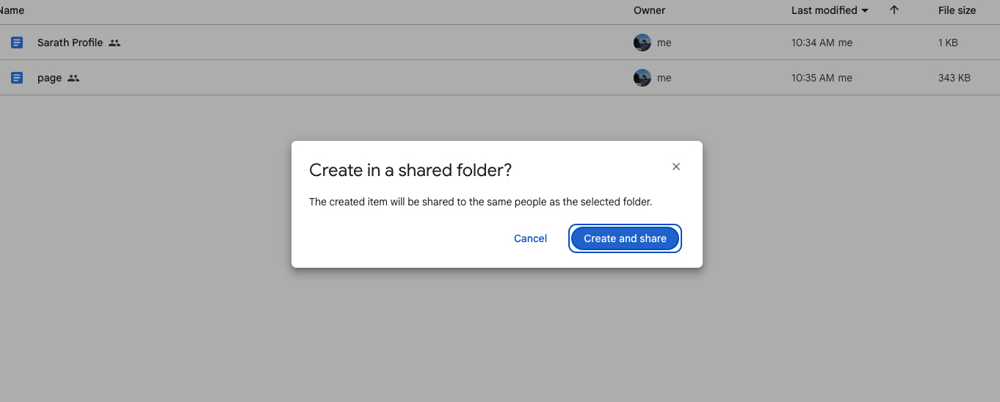 Name Owner Last modified File size
Sarath Profile me 10:34 AM me 1 KB
page me 10:35 AM me 343 KB
Create in a shared folder?
The created item will be shared to the same people as the selected folder.
Cancel Create and share